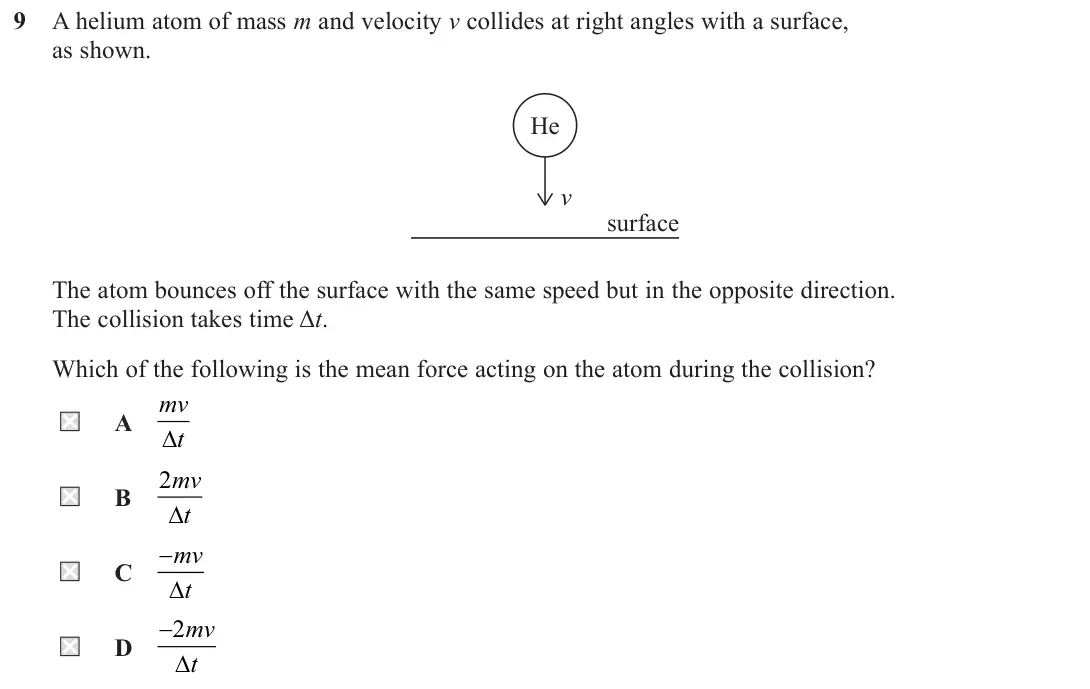 9 A helium atom of mass m and velocity v collides at right angles with a surface,
as shown.
He
v
surface
The atom bounces off the surface with the same speed but in the opposite direction.
The collision takes time Δt.
Which of the following is the mean force acting on the atom during the collision?
A mv/Δt
B 2mv/Δt
C −mv/Δt
D −2mv/Δt